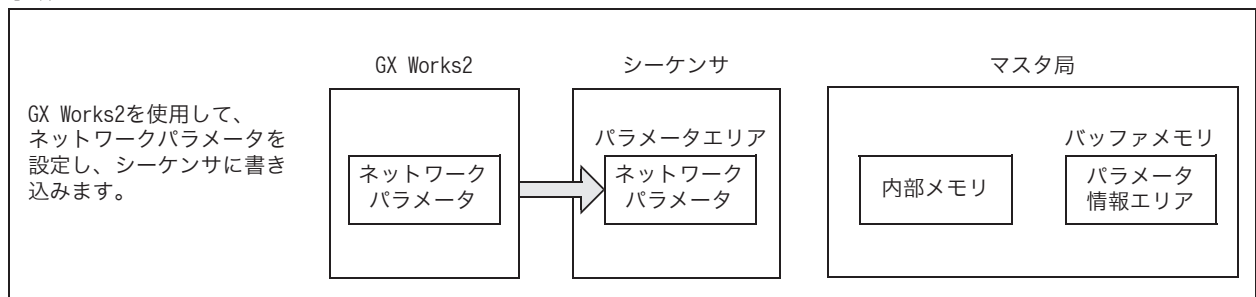 GX Works2を使用して、
ネットワークパラメータを
設定し、シーケンサに書き
込みます。
GX Works2
ネットワーク
パラメータ
シーケンサ
パラメータエリア
ネットワーク
パラメータ
マスタ局
内部メモリ
バッファメモリ
パラメータ
情報エリア